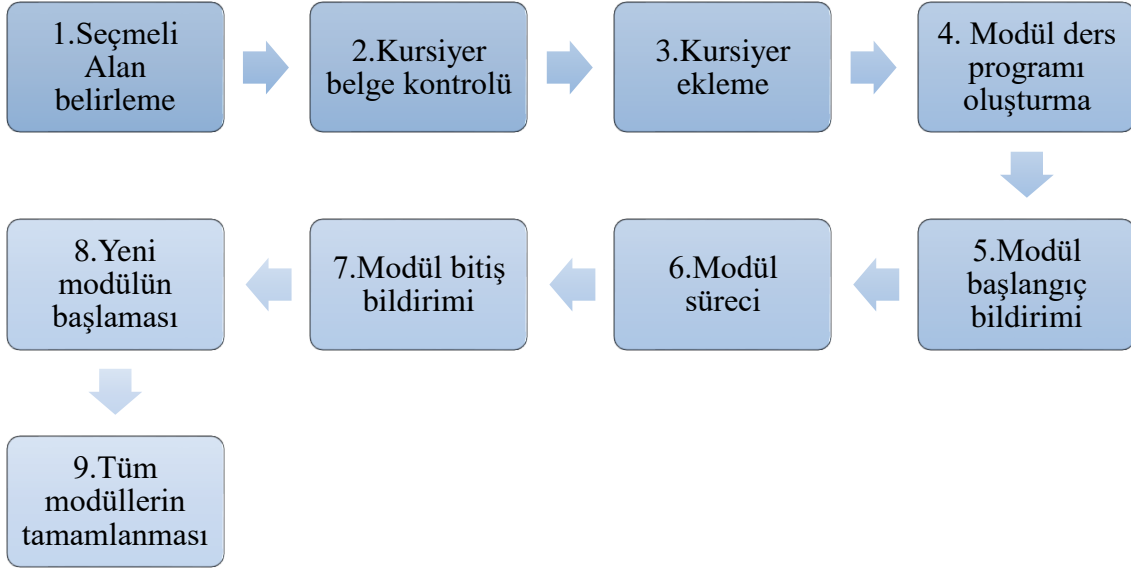 1.Seçmeli
Alan
belirleme
2.Kursiyer
belge kontrolü
3.Kursiyer
ekleme
4. Modül ders
programı
oluşturma
5.Modül
başlangıç
bildirimi
6.Modül
süreci
7.Modül bitiş
bildirimi
8.Yeni
modülün
başlaması
9.Tüm
modüllerin
tamamlanması